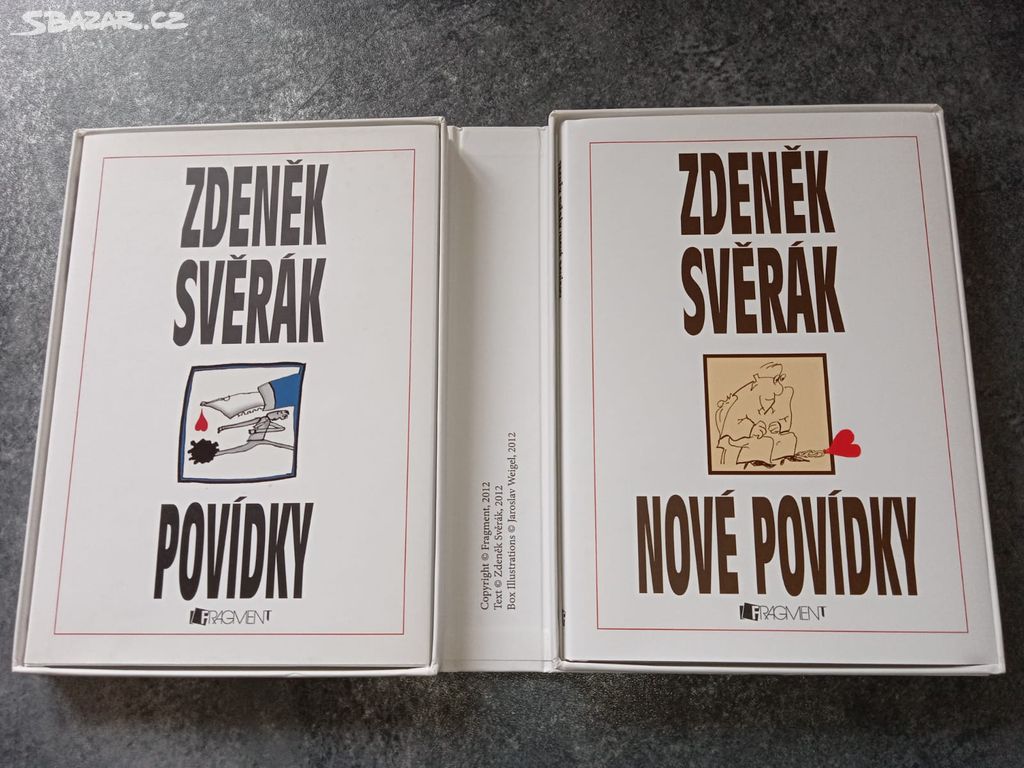 SBAZAR.CZ
ZDENĚK
SVĚRÁK
POVÍDKY
FRAGMENT
Copyright © Fragment, 2012
Text © Zdeněk Svěrák, 2012
Box Illustrations © Jaroslav Weigel, 2012
ZDENĚK
SVĚRÁK
NOVÉ POVÍDKY
FRAGMENT